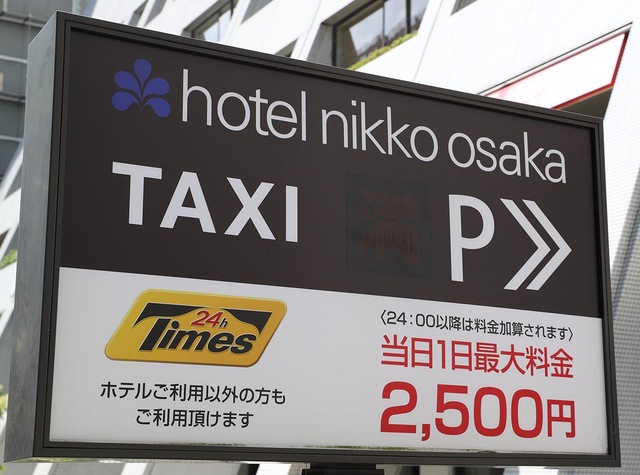 hotel nikko osaka
TAXI 満 P
24h
Times
ホテルご利用以外の方も
ご利用頂けます
〈24:00以降は料金加算されます〉
当日1日最大料金
2,500円